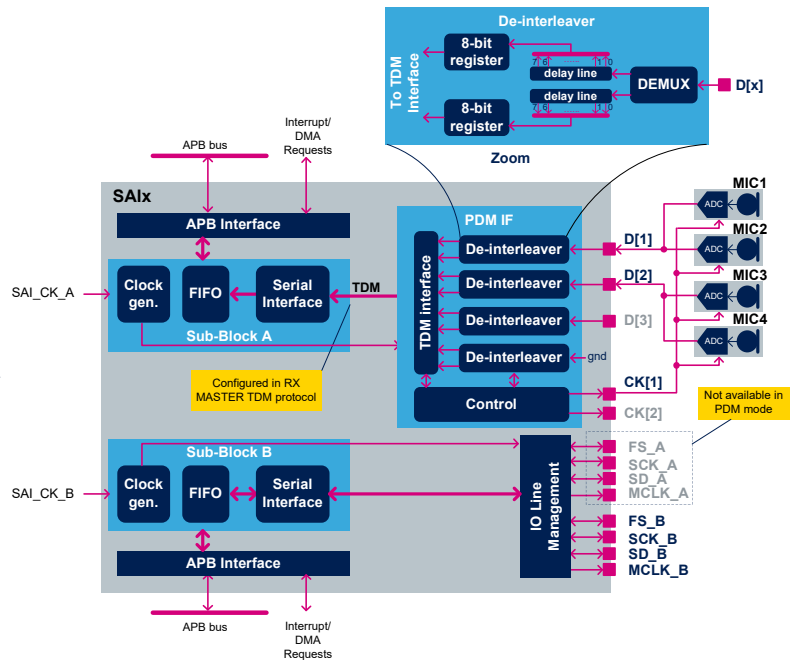 De-interleaver
To TDM
Interface
8-bit
register
7 6 1 0
delay line
delay line
7 6 1 0
8-bit
register
DEMUX
D[x]
Zoom
APB bus
Interrupt/
DMA
Requests
SAIx
APB Interface
SAI_CK_A
Clock
gen.
FIFO
Serial
Interface
Sub-Block A
TDM
Configured in RX
MASTER TDM protocol
PDM IF
TDM interface
De-interleaver
De-interleaver
De-interleaver
De-interleaver
gnd
Control
D[1]
D[2]
D[3]
CK[1]
CK[2]
MIC1
ADC
MIC2
ADC
MIC3
ADC
MIC4
ADC
Not available in
PDM mode
Sub-Block B
SAI_CK_B
Clock
gen.
FIFO
Serial
Interface
APB Interface
IO Line
Management
FS_A
SCK_A
SD_A
MCLK_A
FS_B
SCK_B
SD_B
MCLK_B
APB bus
Interrupt/
DMA
Requests